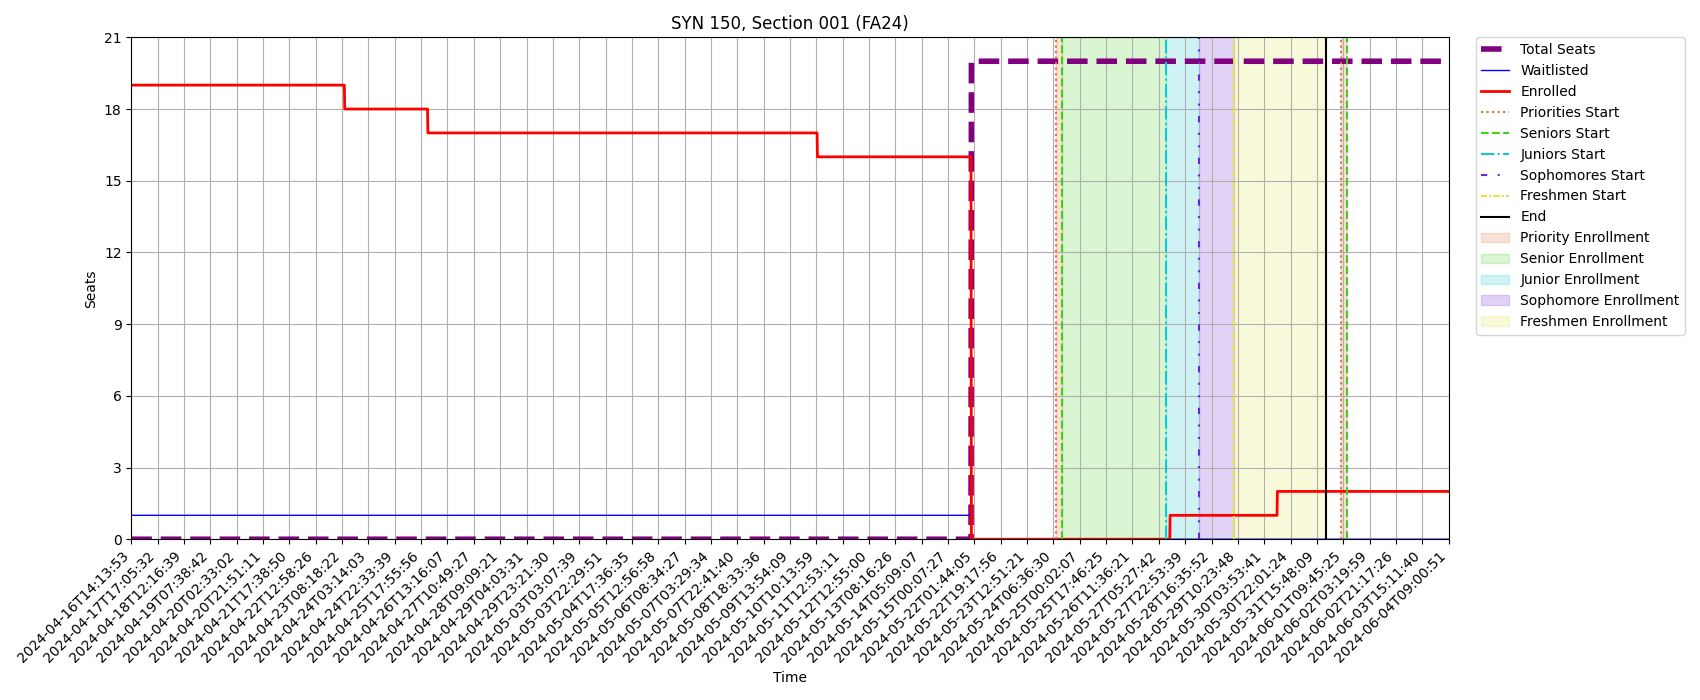 SYN 150, Section 001 (FA24)
21
18
15
12
9
6
3
0
Seats
2024-04-16T14:13:53
2024-04-17T17:05:32
2024-04-18T12:16:39
2024-04-19T07:38:42
2024-04-20T02:33:02
2024-04-20T21:51:11
2024-04-21T17:38:50
2024-04-22T12:58:26
2024-04-23T08:18:22
2024-04-24T03:14:03
2024-04-24T22:33:39
2024-04-25T17:55:56
2024-04-26T13:16:07
2024-04-27T10:49:27
2024-04-28T09:09:21
2024-04-29T04:03:31
2024-04-29T23:21:30
2024-05-03T03:07:39
2024-05-03T22:29:51
2024-05-04T17:36:35
2024-05-05T12:56:58
2024-05-06T08:34:27
2024-05-07T03:29:34
2024-05-07T22:41:40
2024-05-08T18:33:36
2024-05-09T13:54:09
2024-05-10T10:13:59
2024-05-11T12:53:11
2024-05-12T12:55:00
2024-05-13T08:16:26
2024-05-14T15:09:07
2024-05-15T00:07:27
2024-05-22T01:44:05
2024-05-22T19:17:56
2024-05-23T12:51:21
2024-05-24T06:36:30
2024-05-25T00:02:07
2024-05-25T17:46:25
2024-05-26T11:36:21
2024-05-27T05:27:42
2024-05-27T22:53:39
2024-05-28T16:35:52
2024-05-29T10:23:48
2024-05-30T03:53:41
2024-05-30T22:01:24
2024-05-31T15:48:09
2024-06-01T09:45:25
2024-06-02T03:19:59
2024-06-02T21:17:26
2024-06-03T15:11:40
2024-06-04T09:00:51
Time
Total Seats
Waitlisted
Enrolled
Priorities Start
Seniors Start
Juniors Start
Sophomores Start
Freshmen Start
End
Priority Enrollment
Senior Enrollment
Junior Enrollment
Sophomore Enrollment
Freshmen Enrollment